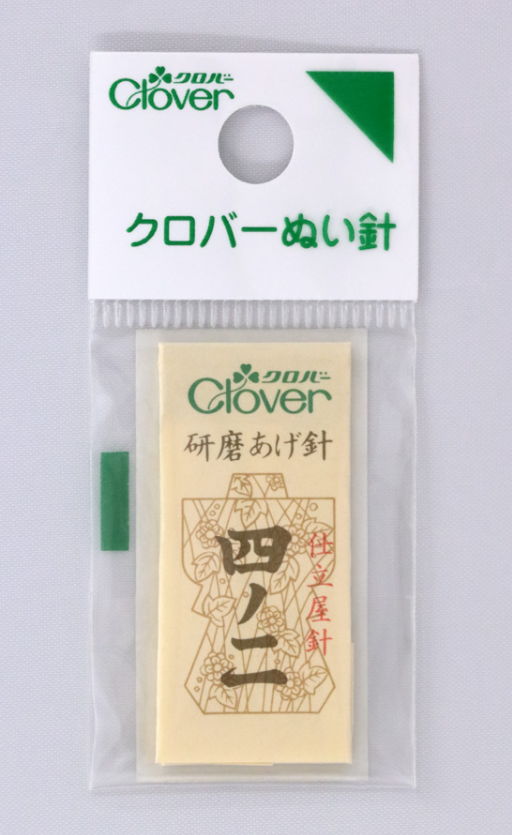 クロバー
Clover
クロバーぬい針
クロバー
Clover
研磨あげ針
四ノ二
仕立屋針